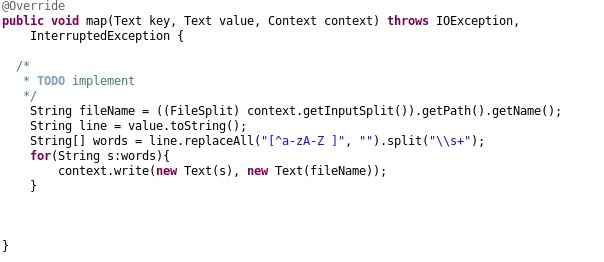 @Override
public void map(Text key, Text value, Context context) throws IOException,
    InterruptedException {
  /*
   * TODO implement
   */
    String fileName = ((FileSplit) context.getInputSplit()).getPath().getName();
    String line = value.toString();
    String[] words = line.replaceAll("[^a-zA-Z ]", "").split("\\s+");
    for(String s:words){
        context.write(new Text(s), new Text(fileName));
    }
}